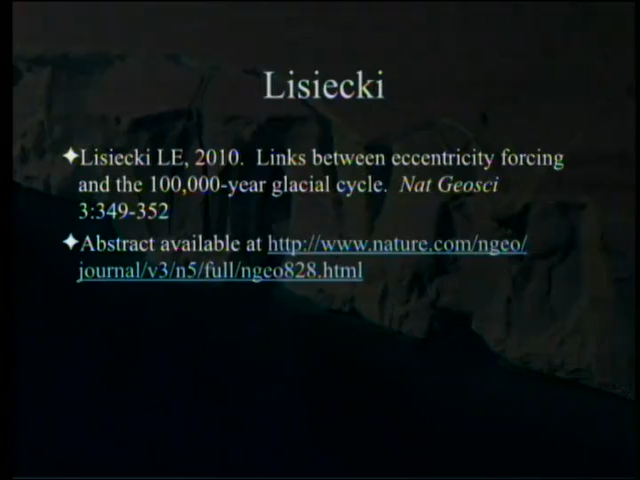 Lisiecki
Lisiecki LE, 2010. Links between eccentricity forcing
and the 100,000-year glacial cycle. Nat Geosci
3:349-352
Abstract available at http://www.nature.com/ngeo/
journal/v3/n5/full/ngeo828.html